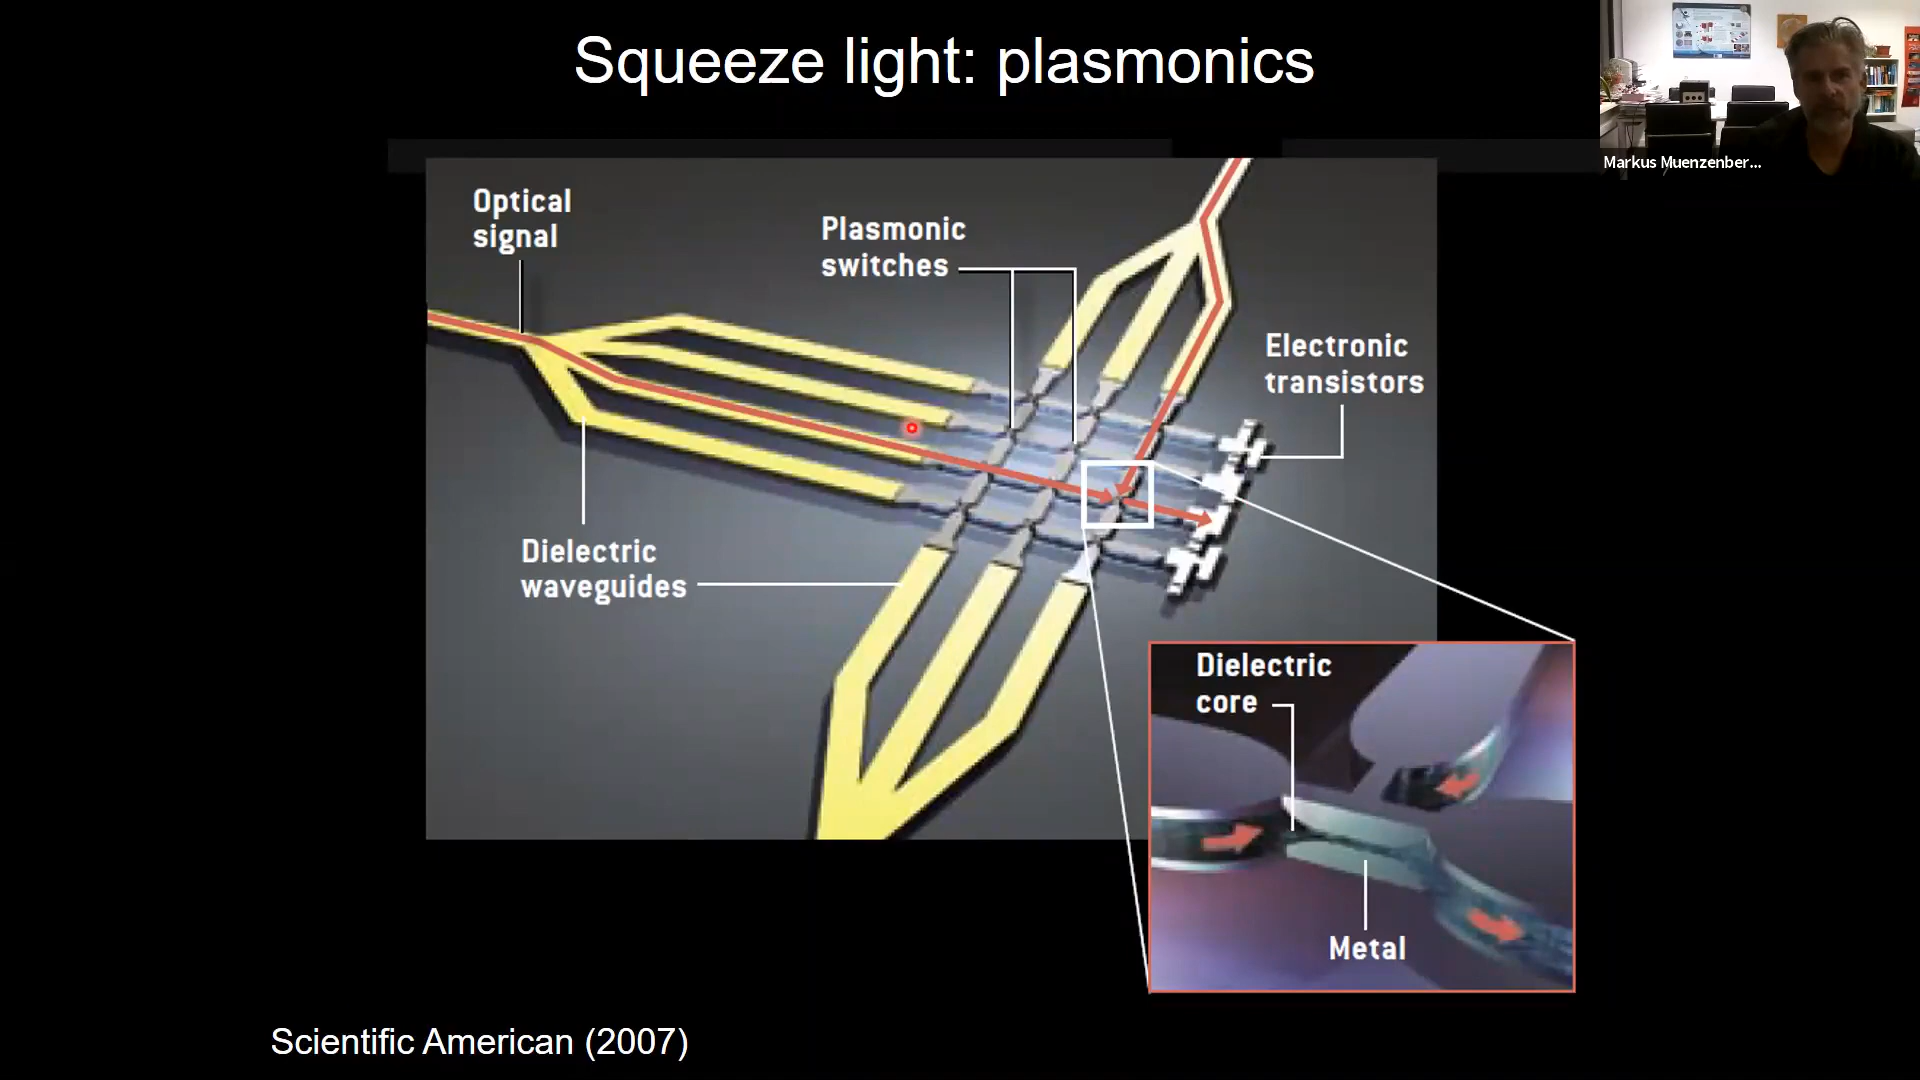 Squeeze light: plasmonics
Markus Muenzenber...
Optical
signal
Plasmonic
switches
Electronic
transistors
Dielectric
waveguides
Dielectric
core
Metal
Scientific American (2007)